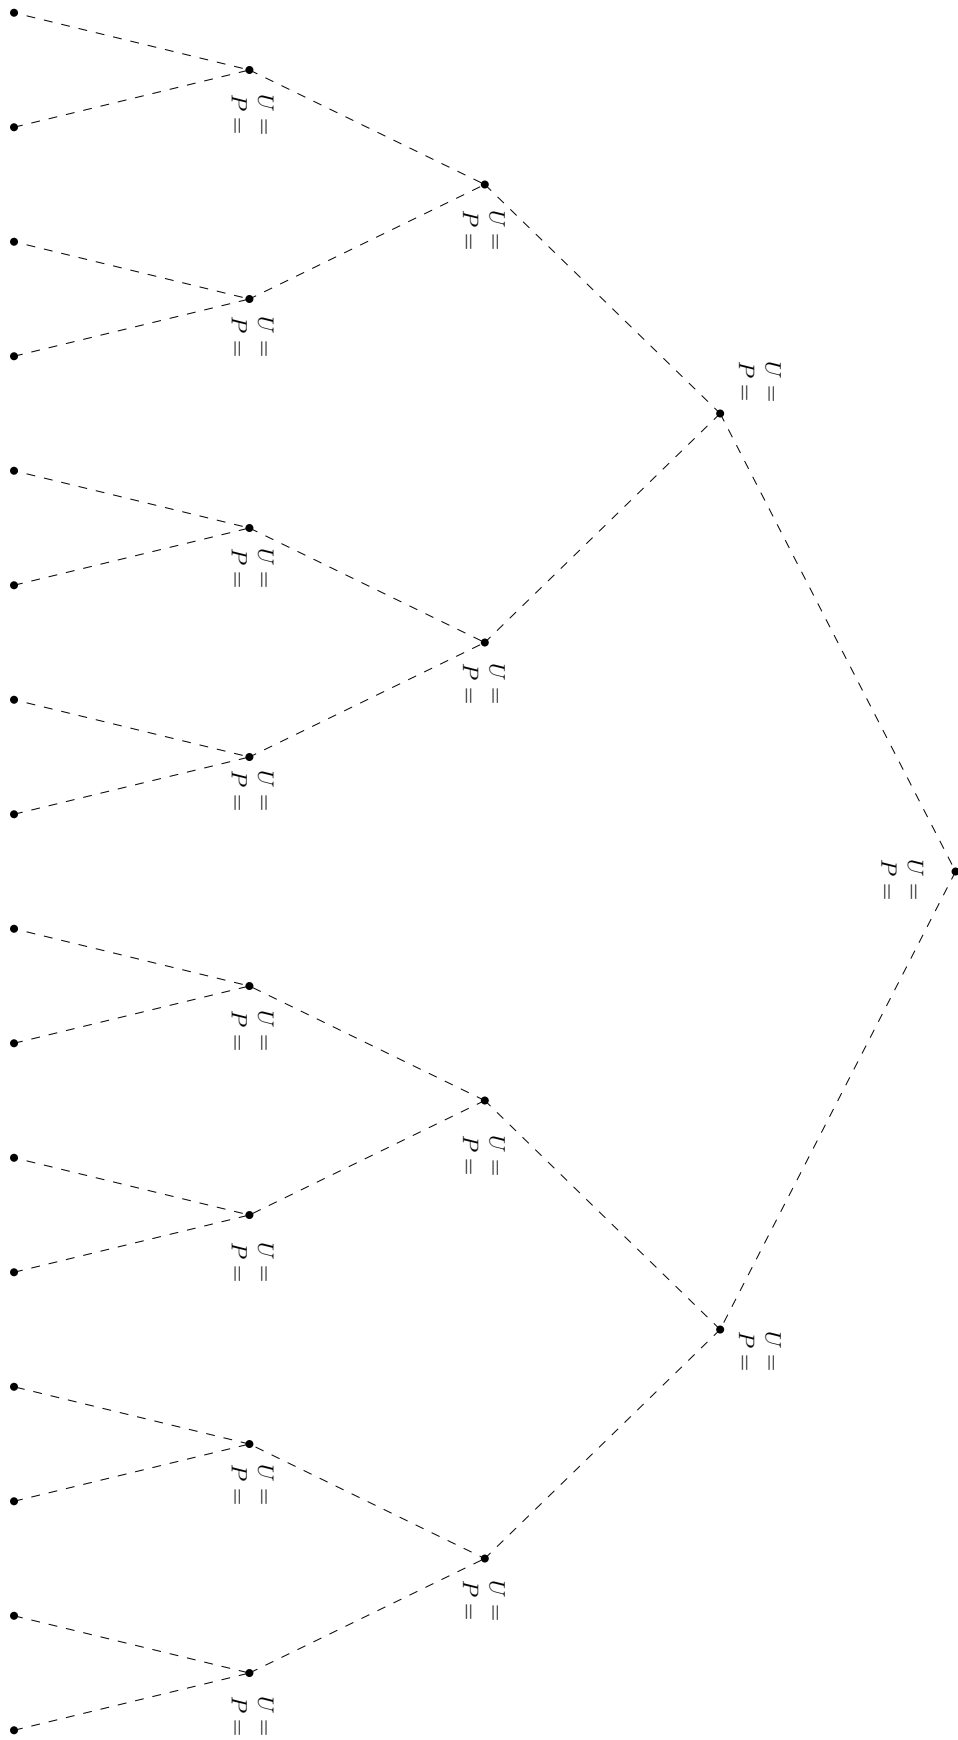 U =
P =
U =
P =
U =
P =
U =
P =
U =
P =
U =
P =
U =
P =
U =
P =
U =
P =
U =
P =
U =
P =
U =
P =
U =
P =
U =
P =
U =
P =